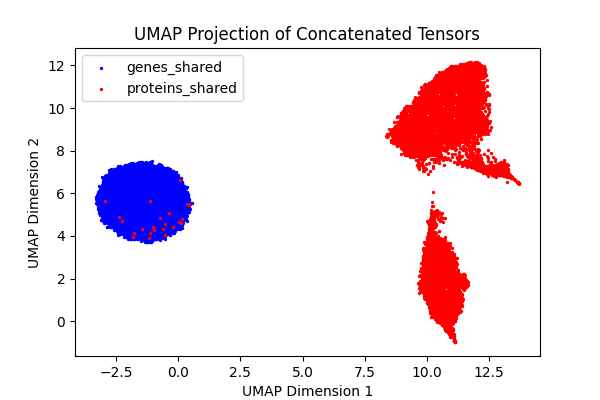 UMAP Projection of Concatenated Tensors
genes_shared
proteins_shared
12
10
8
6
4
2
0
UMAP Dimension 2
−2.5
0.0
2.5
5.0
7.5
10.0
12.5
UMAP Dimension 1